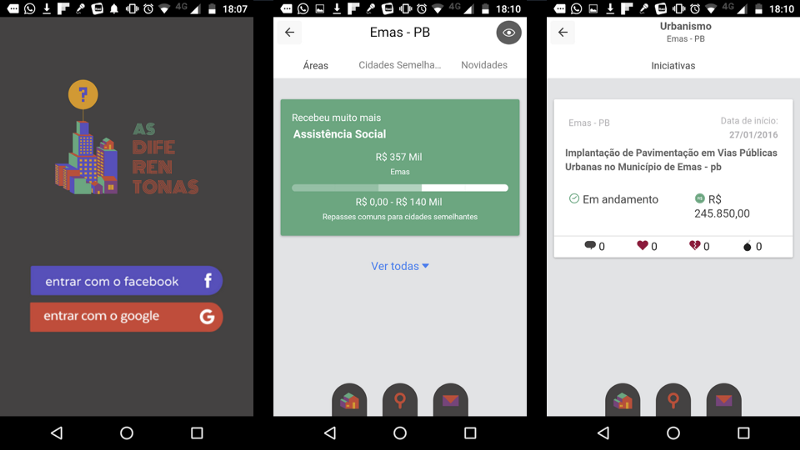 4G 18:07
?
AS
DIFE
REN
TONAS
entrar com o facebook f
entrar com o google G
4G 18:10
Emas - PB
Áreas Cidades Semelha... Novidades
Recebeu muito mais
Assistência Social
R$ 357 Mil
Emas
R$ 0,00 - R$ 140 Mil
Repasses comuns para cidades semelhantes
Ver todas
4G 18:10
Urbanismo
Emas - PB
Iniciativas
Emas - PB
Data de início:
27/01/2016
Implantação de Pavimentação em Vias Públicas
Urbanas no Município de Emas - pb
Em andamento
R$
245.850,00
0 0 0 0